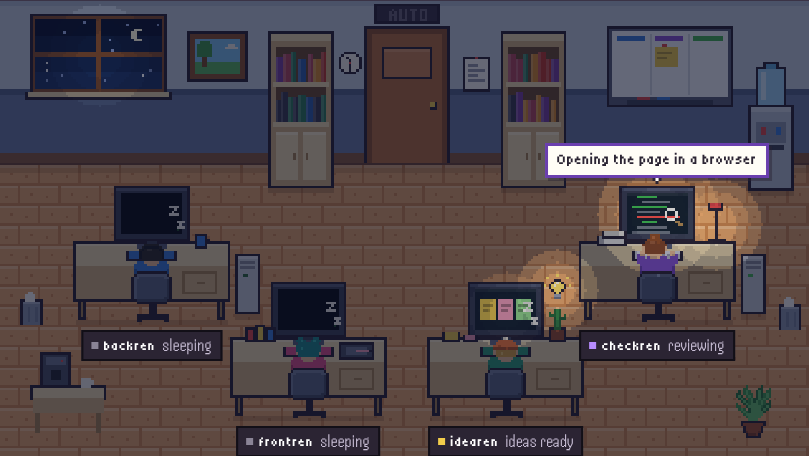 AUTO
Opening the page in a browser
z
z
backren sleeping
checkren reviewing
z
z
z
z
frontren sleeping
idearen ideas ready